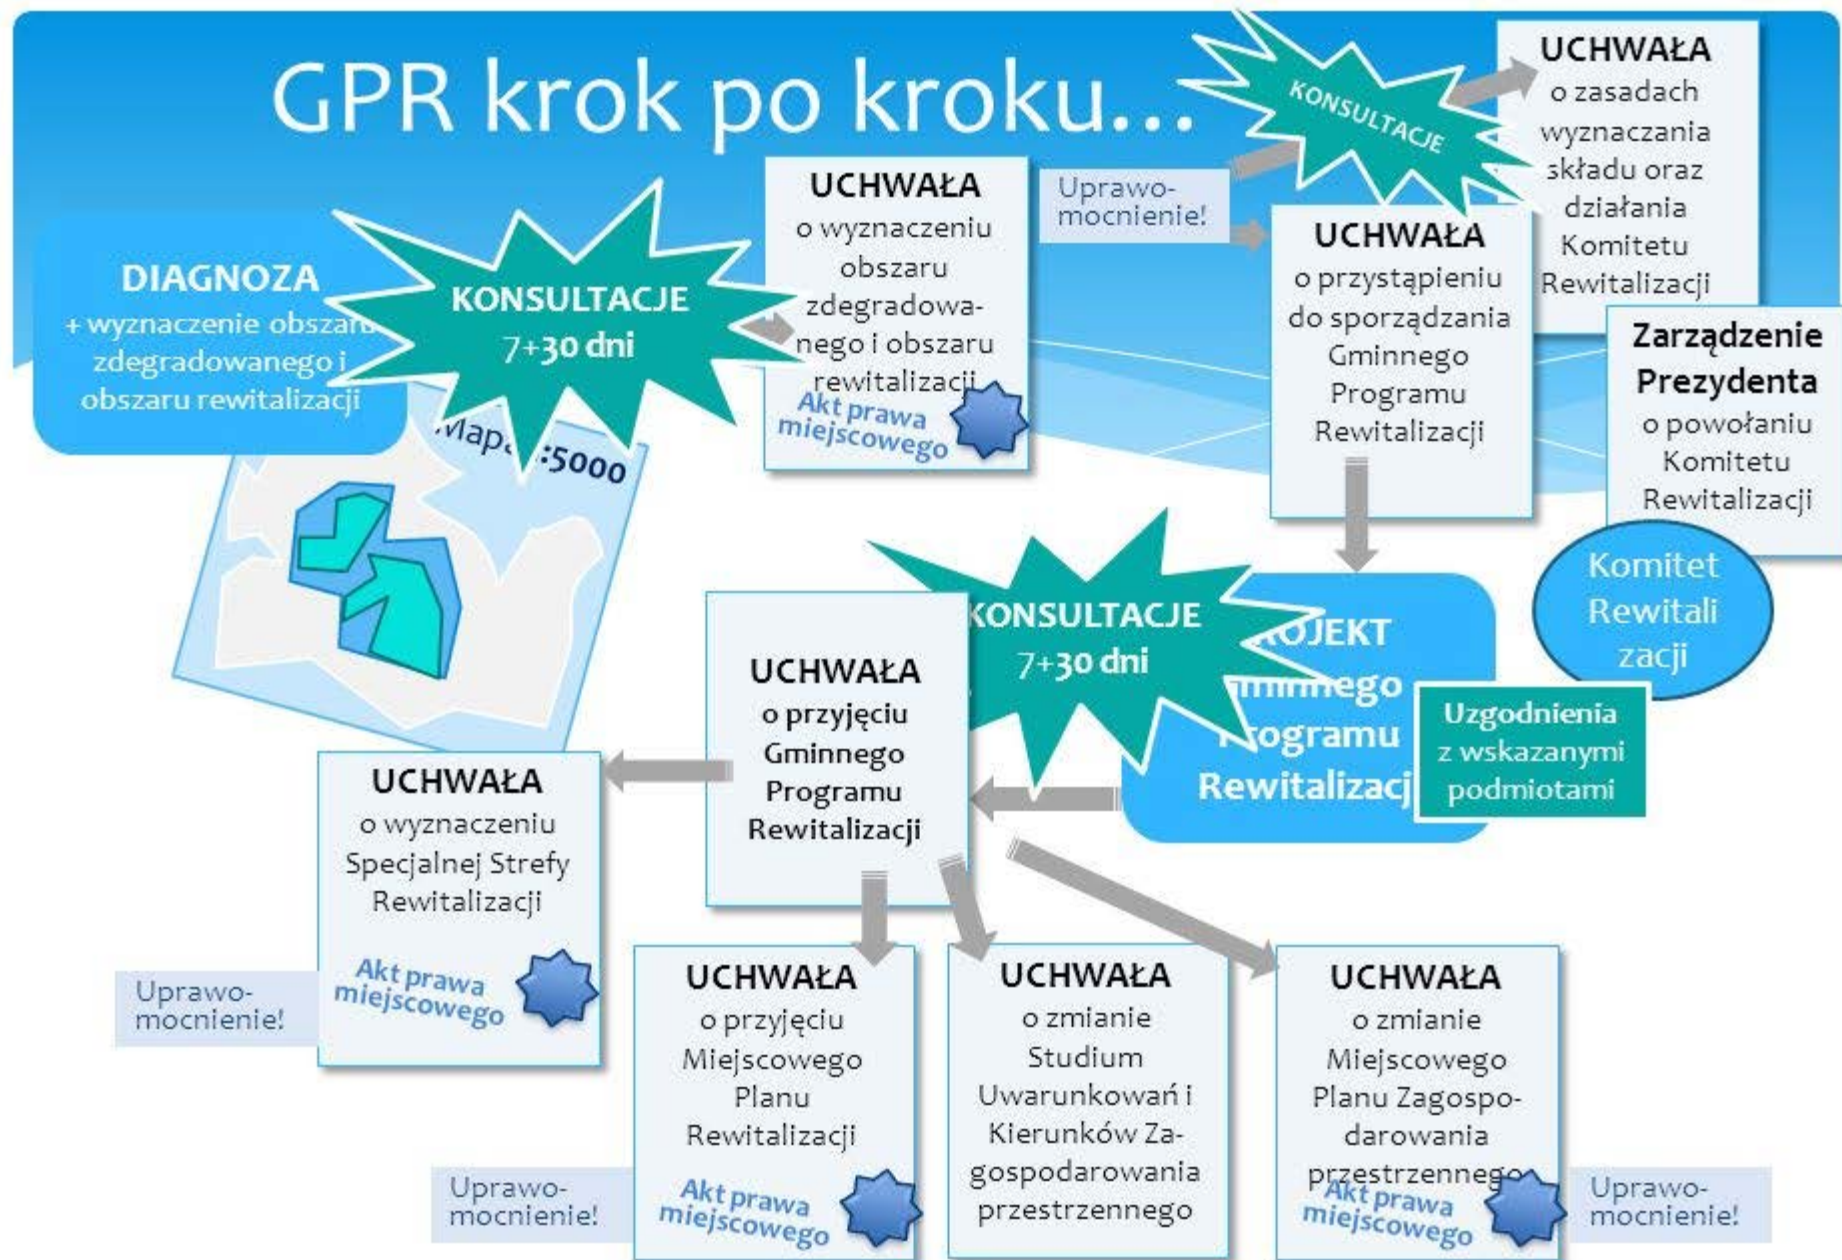 GPR krok po kroku...
DIAGNOZA
+ wyznaczenie obszaru
zdegradowanego i
obszaru rewitalizacji
KONSULTACJE
7+30 dni
Mapa
:5000
UCHWAŁA
o wyznaczeniu
obszaru
zdegradowa-
nego i obszaru
rewitalizacji
Akt prawa
miejscowego
Uprawo-
mocnienie!
KONSULTACJE
UCHWAŁA
o zasadach
wyznaczania
składu oraz
działania
Komitetu
Rewitalizacji
UCHWAŁA
o przystąpieniu
do sporządzania
Gminnego
Programu
Rewitalizacji
Zarządzenie
Prezydenta
o powołaniu
Komitetu
Rewitalizacji
Komitet
Rewitali
zacji
PROJEKT
Gminnego
Programu
Rewitalizacj
Uzgodnienia
z wskazanymi
podmiotami
KONSULTACJE
7+30 dni
UCHWAŁA
o przyjęciu
Gminnego
Programu
Rewitalizacji
UCHWAŁA
o wyznaczeniu
Specjalnej Strefy
Rewitalizacji
Akt prawa
miejscowego
Uprawo-
mocnienie!
UCHWAŁA
o przyjęciu
Miejscowego
Planu
Rewitalizacji
Akt prawa
miejscowego
Uprawo-
mocnienie!
UCHWAŁA
o zmianie
Studium
Uwarunkowań i
Kierunków Za-
gospodarowania
przestrzennego
UCHWAŁA
o zmianie
Miejscowego
Planu Zagospo-
darowania
przestrzennego
Akt prawa
miejscowego
Uprawo-
mocnienie!